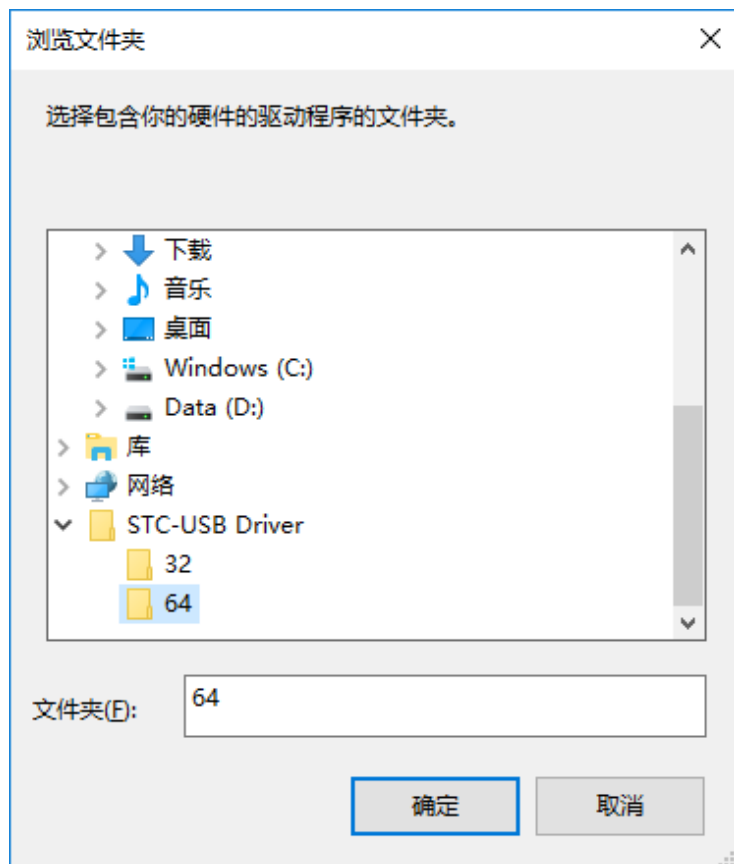 浏览文件夹
选择包含你的硬件的驱动程序的文件夹。
下载
音乐
桌面
Windows (C:)
Data (D:)
库
网络
STC-USB Driver
32
64
文件夹(F): 64
确定 取消